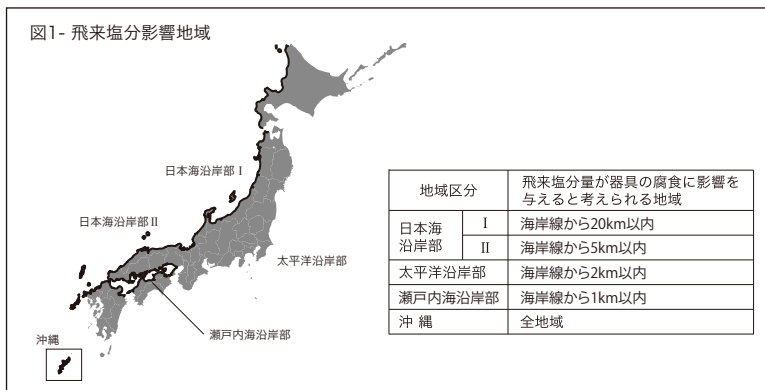 図1- 飛来塩分影響地域
日本海沿岸部 I
日本海沿岸部 II
太平洋沿岸部
瀬戸内海沿岸部
沖縄
地域区分
飛来塩分量が器具の腐食に影響を
与えると考えられる地域
日本海
沿岸部
I
海岸線から20km以内
II
海岸線から5km以内
太平洋沿岸部
海岸線から2km以内
瀬戸内海沿岸部
海岸線から1km以内
沖 縄
全地域